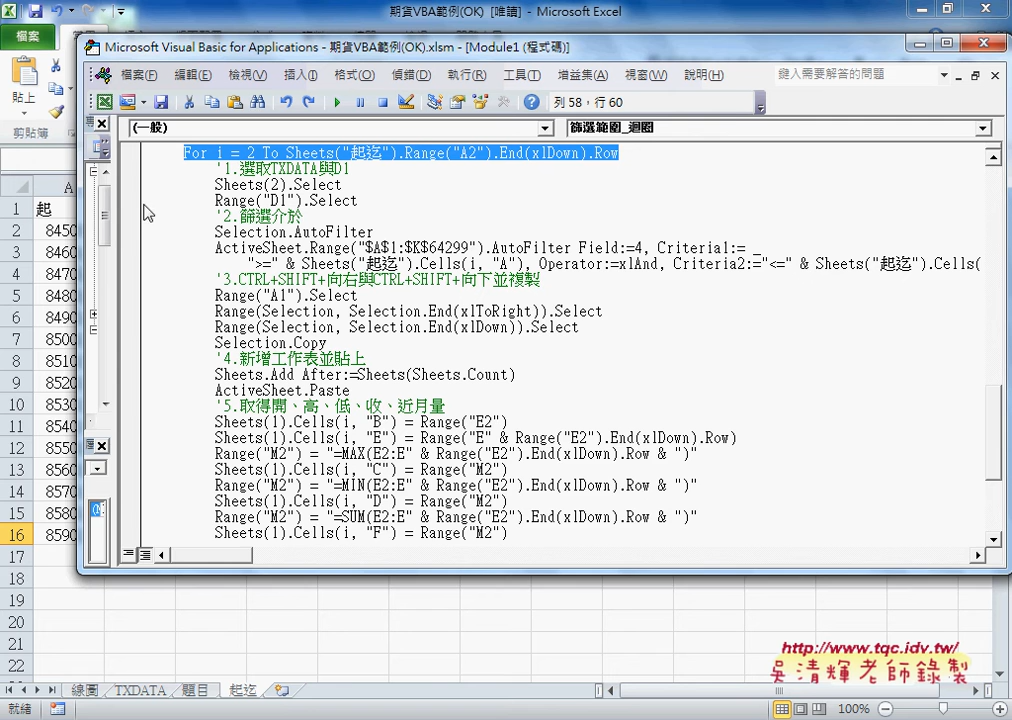 期貨VBA範例(OK) [唯讀] - Microsoft Excel
檔案
貼上
剪貼簿
Microsoft Visual Basic for Applications - 期貨VBA範例(OK).xlsm - [Module1 (程式碼)]
檔案(F) 編輯(E) 檢視(V) 插入(I) 格式(O) 偵錯(D) 執行(R) 工具(T) 增益集(A) 視窗(W) 說明(H) 鍵入需要解答的問題
列 58，行 60
(一般) 篩選範圍_迴圈
For i = 2 To Sheets("起迄").Range("A2").End(xlDown).Row
'1.選取TXDATA與D1
Sheets(2).Select
Range("D1").Select
'2.篩選介於
Selection.AutoFilter
ActiveSheet.Range("$A$1:$K$64299").AutoFilter Field:=4, Criteria1:= _
">=" & Sheets("起迄").Cells(i, "A"), Operator:=xlAnd, Criteria2:="<=" & Sheets("起迄").Cells(
'3.CTRL+SHIFT+向右與CTRL+SHIFT+向下並複製
Range("A1").Select
Range(Selection, Selection.End(xlToRight)).Select
Range(Selection, Selection.End(xlDown)).Select
Selection.Copy
'4.新增工作表並貼上
Sheets.Add After:=Sheets(Sheets.Count)
ActiveSheet.Paste
'5.取得開、高、低、收、近月量
Sheets(1).Cells(i, "B") = Range("E2")
Sheets(1).Cells(i, "E") = Range("E" & Range("E2").End(xlDown).Row)
Range("M2") = "=MAX(E2:E" & Range("E2").End(xlDown).Row & ")"
Sheets(1).Cells(i, "C") = Range("M2")
Range("M2") = "=MIN(E2:E" & Range("E2").End(xlDown).Row & ")"
Sheets(1).Cells(i, "D") = Range("M2")
Range("M2") = "=SUM(E2:E" & Range("E2").End(xlDown).Row & ")"
Sheets(1).Cells(i, "F") = Range("M2")
A
1 起
2 8450
3 8460
4 8470
5 8480
6 8490
7 8500
8 8510
9 8520
10 8530
11 8540
12 8550
13 8560
14 8570
15 8580
16 8590
17
18
19
20
21
22
http://www.tqc.idv.tw/
吳清輝老師錄製
線圖 TXDATA 題目 起迄
就緒 100%